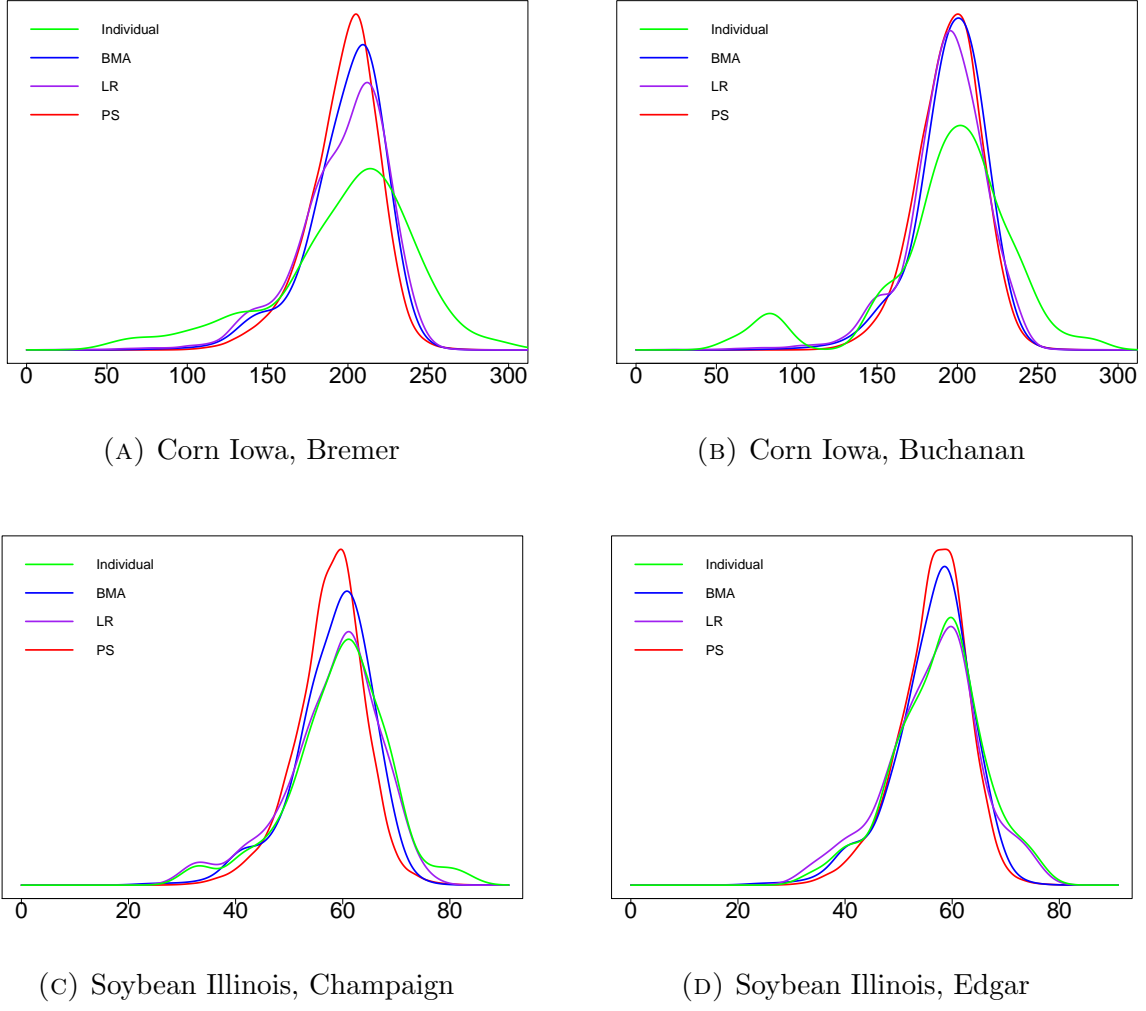 Individual
BMA
LR
PS
0 50 100 150 200 250 300
(A) Corn Iowa, Bremer
Individual
BMA
LR
PS
0 50 100 150 200 250 300
(B) Corn Iowa, Buchanan
Individual
BMA
LR
PS
0 20 40 60 80
(C) Soybean Illinois, Champaign
Individual
BMA
LR
PS
0 20 40 60 80
(D) Soybean Illinois, Edgar